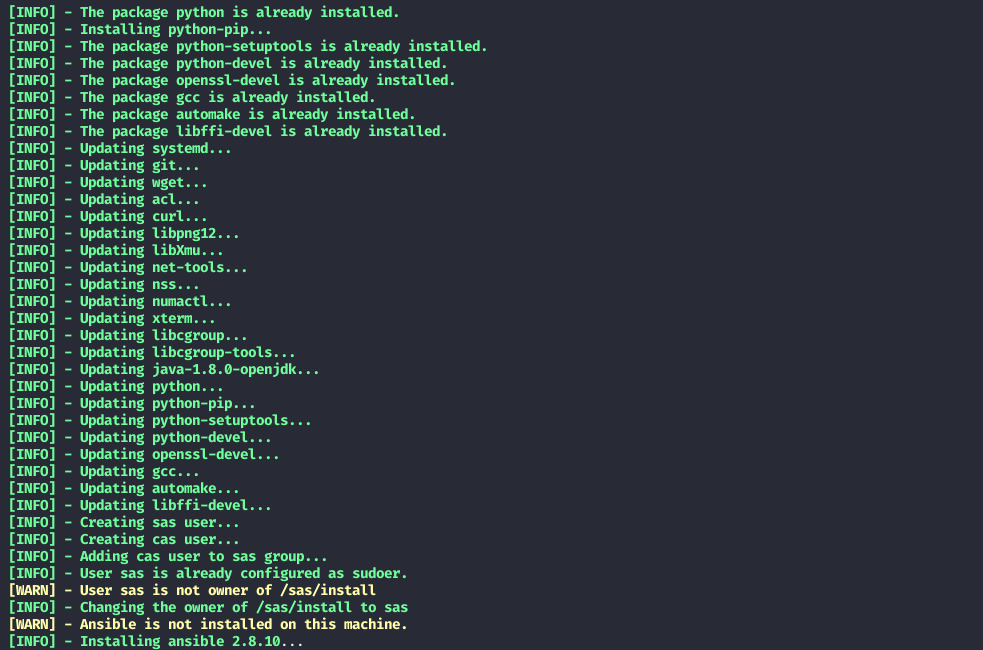 [INFO] - The package python is already installed.
[INFO] - Installing python-pip...
[INFO] - The package python-setuptools is already installed.
[INFO] - The package python-devel is already installed.
[INFO] - The package openssl-devel is already installed.
[INFO] - The package gcc is already installed.
[INFO] - The package automake is already installed.
[INFO] - The package libffi-devel is already installed.
[INFO] - Updating systemd...
[INFO] - Updating git...
[INFO] - Updating wget...
[INFO] - Updating acl...
[INFO] - Updating curl...
[INFO] - Updating libpng12...
[INFO] - Updating libXmu...
[INFO] - Updating net-tools...
[INFO] - Updating nss...
[INFO] - Updating numactl...
[INFO] - Updating xterm...
[INFO] - Updating libcgroup...
[INFO] - Updating libcgroup-tools...
[INFO] - Updating java-1.8.0-openjdk...
[INFO] - Updating python...
[INFO] - Updating python-pip...
[INFO] - Updating python-setuptools...
[INFO] - Updating python-devel...
[INFO] - Updating openssl-devel...
[INFO] - Updating gcc...
[INFO] - Updating automake...
[INFO] - Updating libffi-devel...
[INFO] - Creating sas user...
[INFO] - Creating cas user...
[INFO] - Adding cas user to sas group...
[INFO] - User sas is already configured as sudoer.
[WARN] - User sas is not owner of /sas/install
[INFO] - Changing the owner of /sas/install to sas
[WARN] - Ansible is not installed on this machine.
[INFO] - Installing ansible 2.8.10...